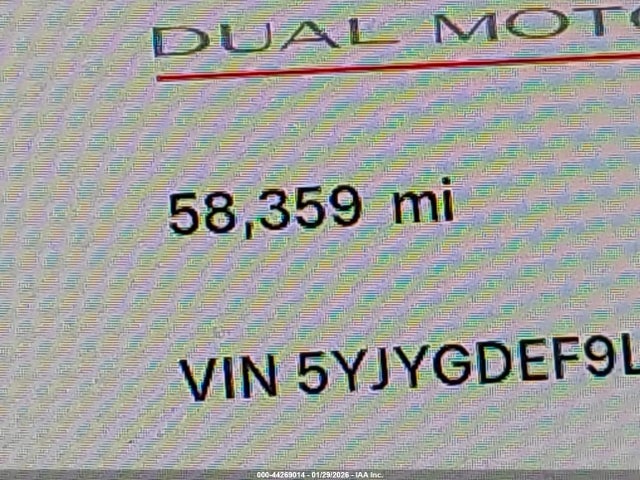 DUAL MOTO
58,359 mi
VIN 5YJYGDEF9L
000-44269014 - 01/29/2026 - IAA Inc.